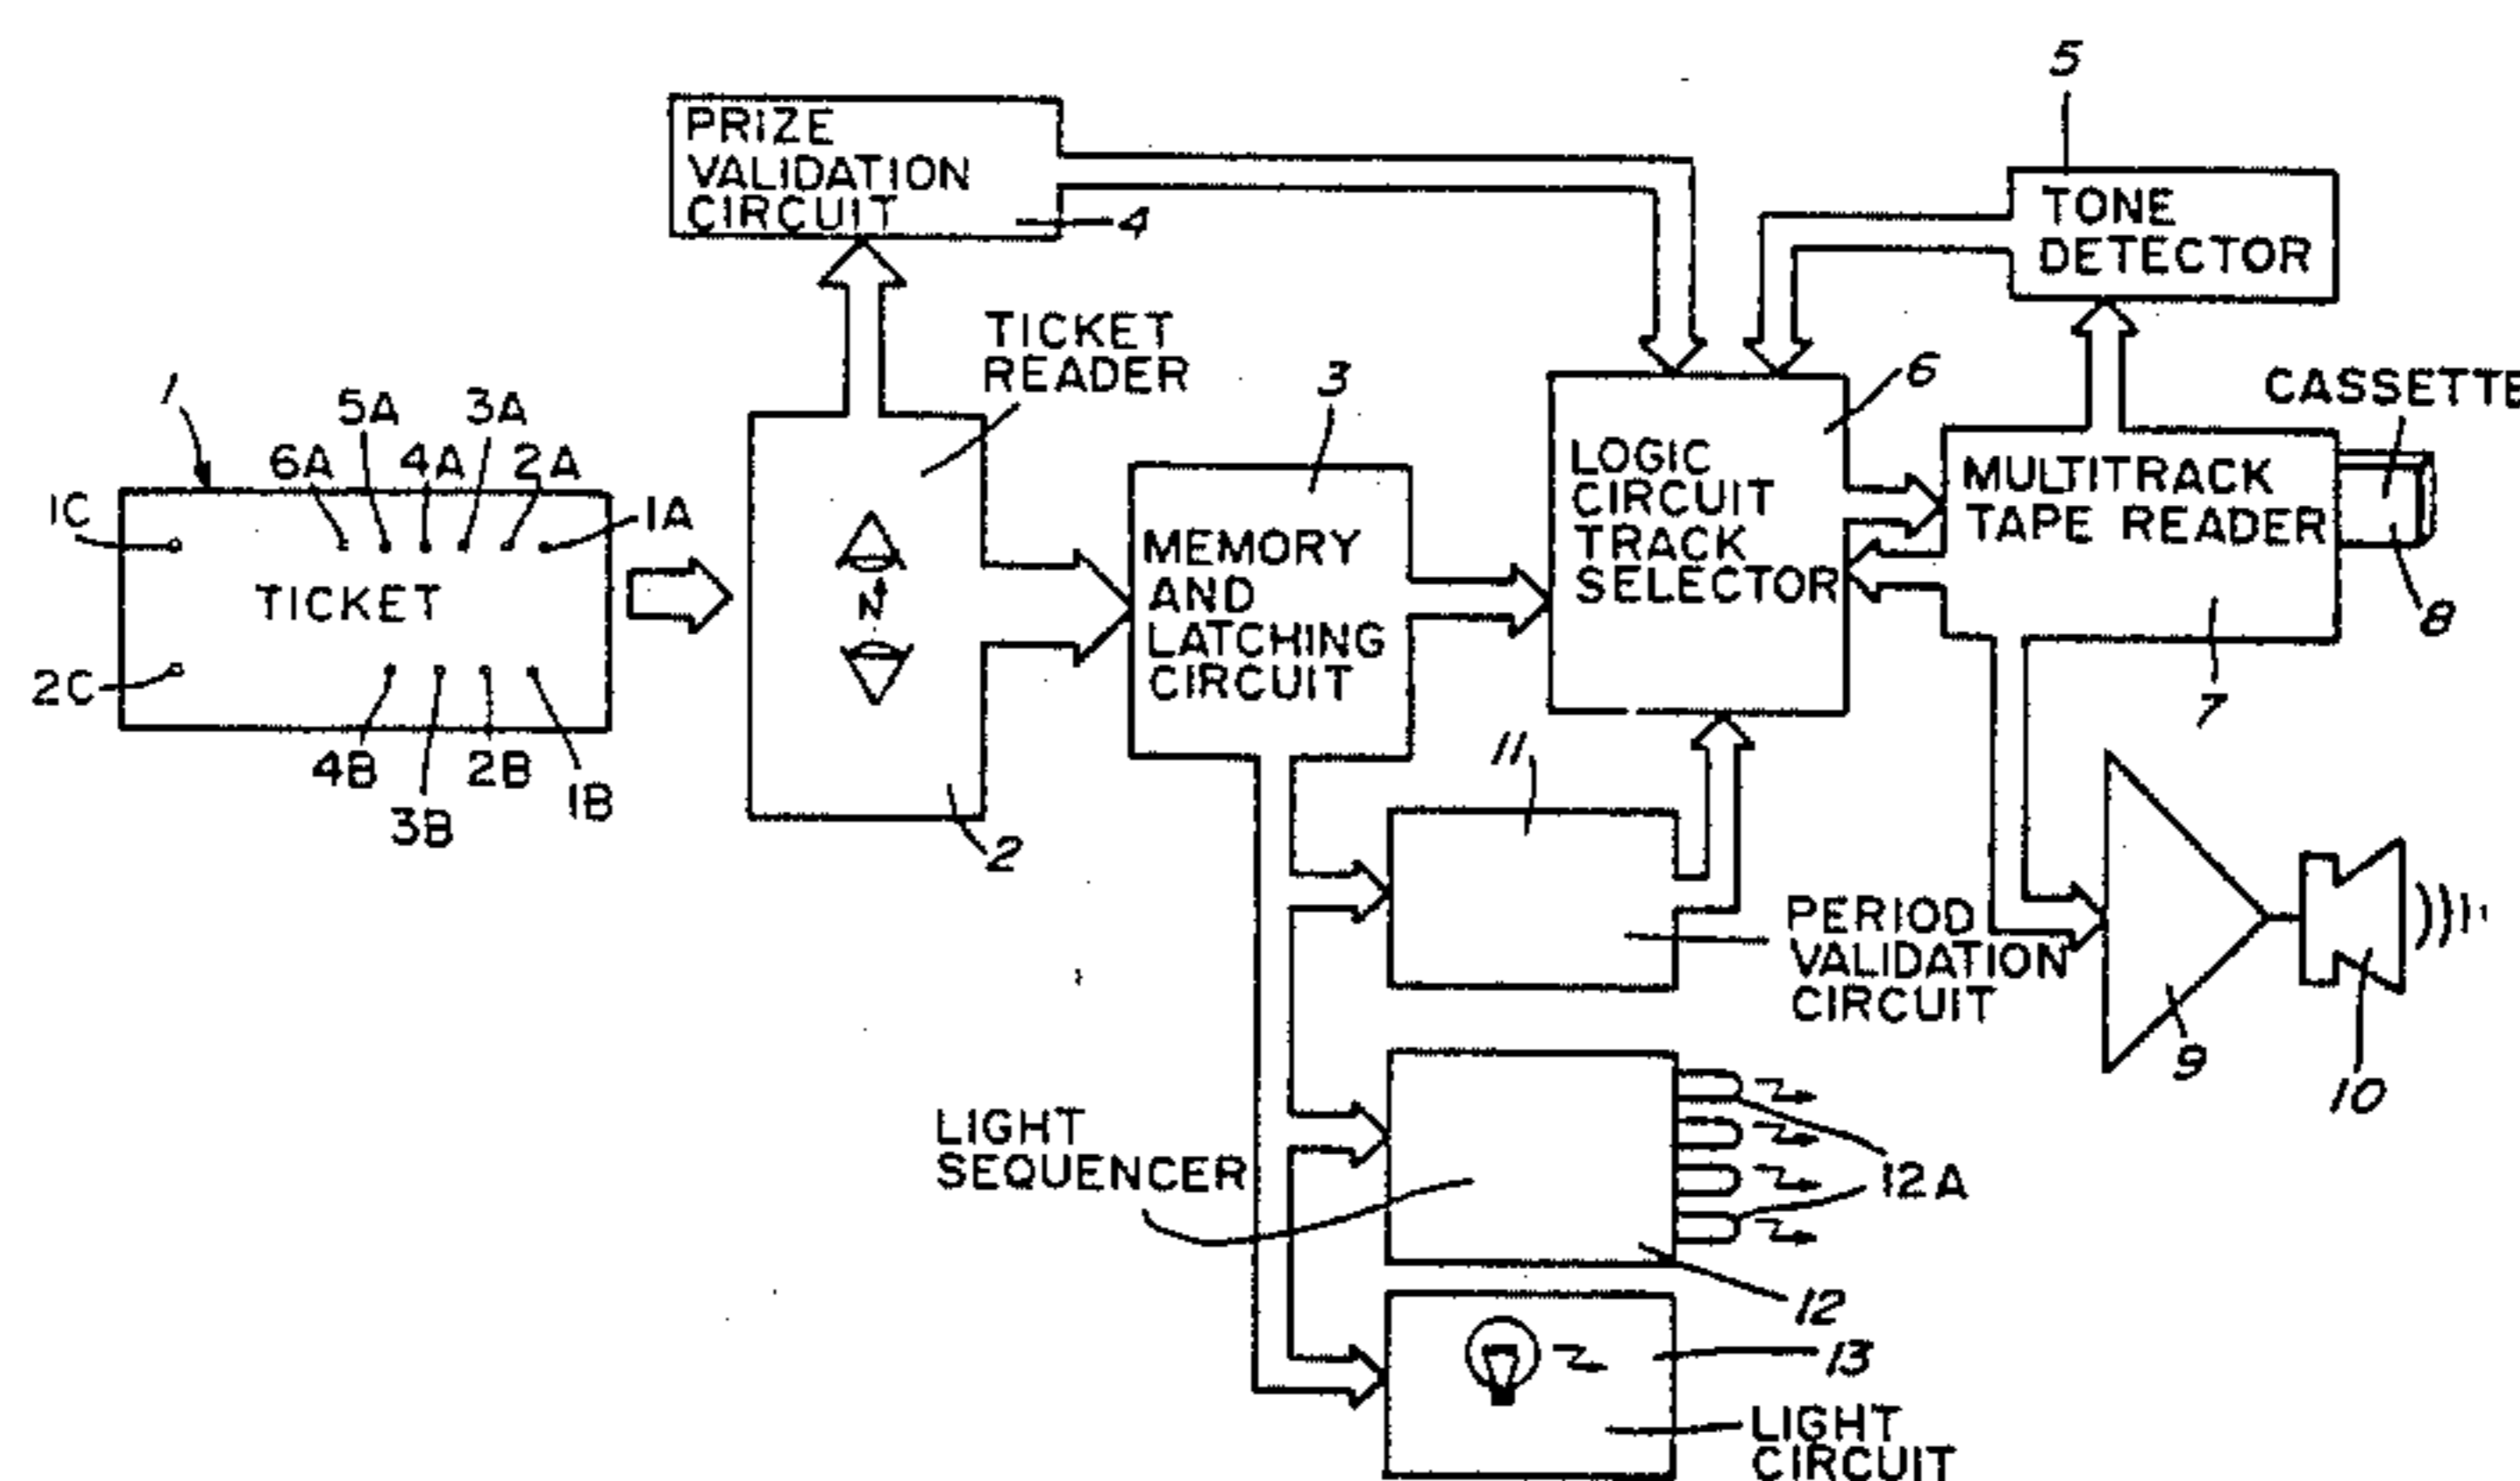 5
PRIZE
VALIDATION
CIRCUIT
4
TONE
DETECTOR
TICKET
READER
3
6
CASSETTE
1
5A
3A
6A
4A
2A
1C
1A
TICKET
2C
4B
2B
3B
1B
N
2
MEMORY
AND
LATCHING
CIRCUIT
LOGIC
CIRCUIT
TRACK
SELECTOR
MULTITRACK
TAPE READER
8
7
11
PERIOD
VALIDATION
CIRCUIT
9
10
LIGHT
SEQUENCER
12A
12
13
LIGHT
CIRCUIT